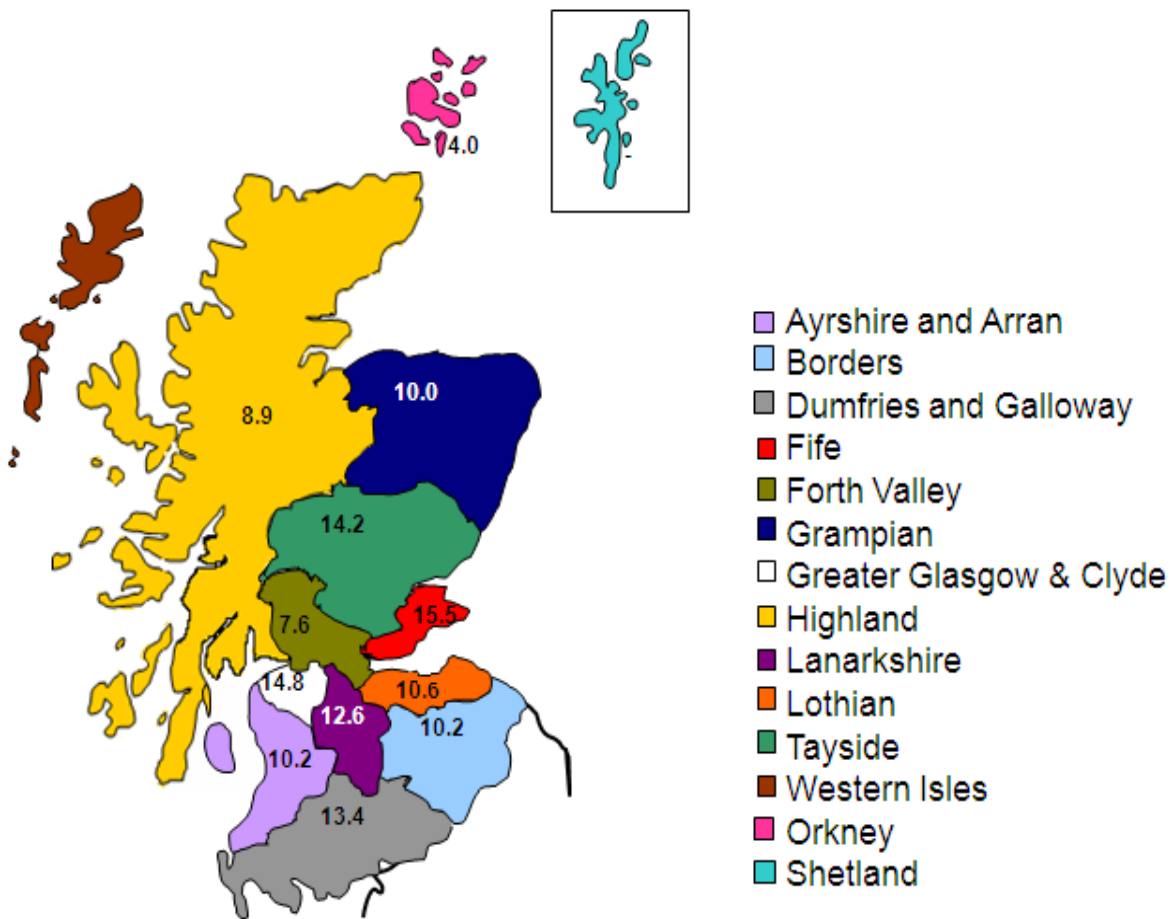 4.0
-
10.0
8.9
14.2
15.5
7.6
14.8
10.6
12.6
10.2
10.2
13.4
Ayrshire and Arran
Borders
Dumfries and Galloway
Fife
Forth Valley
Grampian
Greater Glasgow & Clyde
Highland
Lanarkshire
Lothian
Tayside
Western Isles
Orkney
Shetland